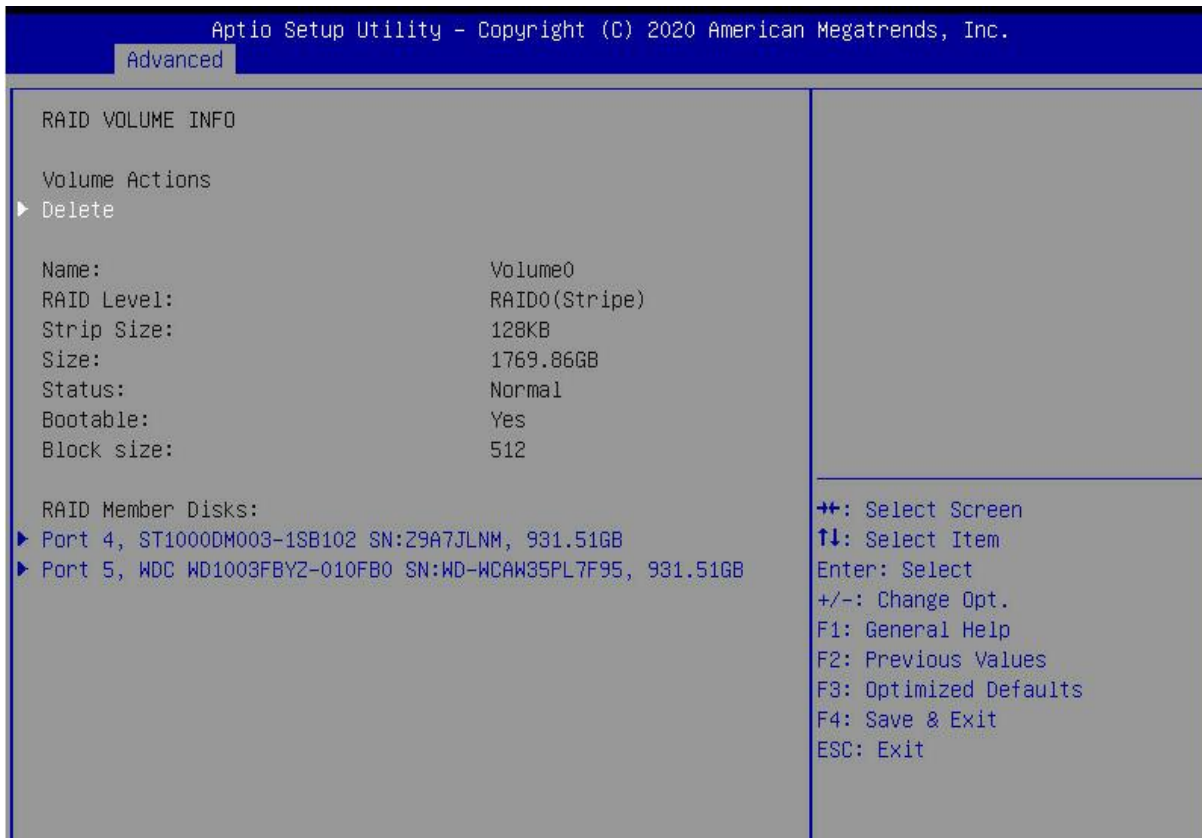 Aptio Setup Utility – Copyright (C) 2020 American Megatrends, Inc.
Advanced
RAID VOLUME INFO
Volume Actions
▶ Delete
Name: Volume0
RAID Level: RAID0(Stripe)
Strip Size: 128KB
Size: 1769.86GB
Status: Normal
Bootable: Yes
Block size: 512
RAID Member Disks:
▶ Port 4, ST1000DM003-1SB102 SN:Z9A7JLNM, 931.51GB
▶ Port 5, WDC WD1003FBYZ-010FB0 SN:WD-WCAW35PL7F95, 931.51GB
→←: Select Screen
↑↓: Select Item
Enter: Select
+/-: Change Opt.
F1: General Help
F2: Previous Values
F3: Optimized Defaults
F4: Save & Exit
ESC: Exit